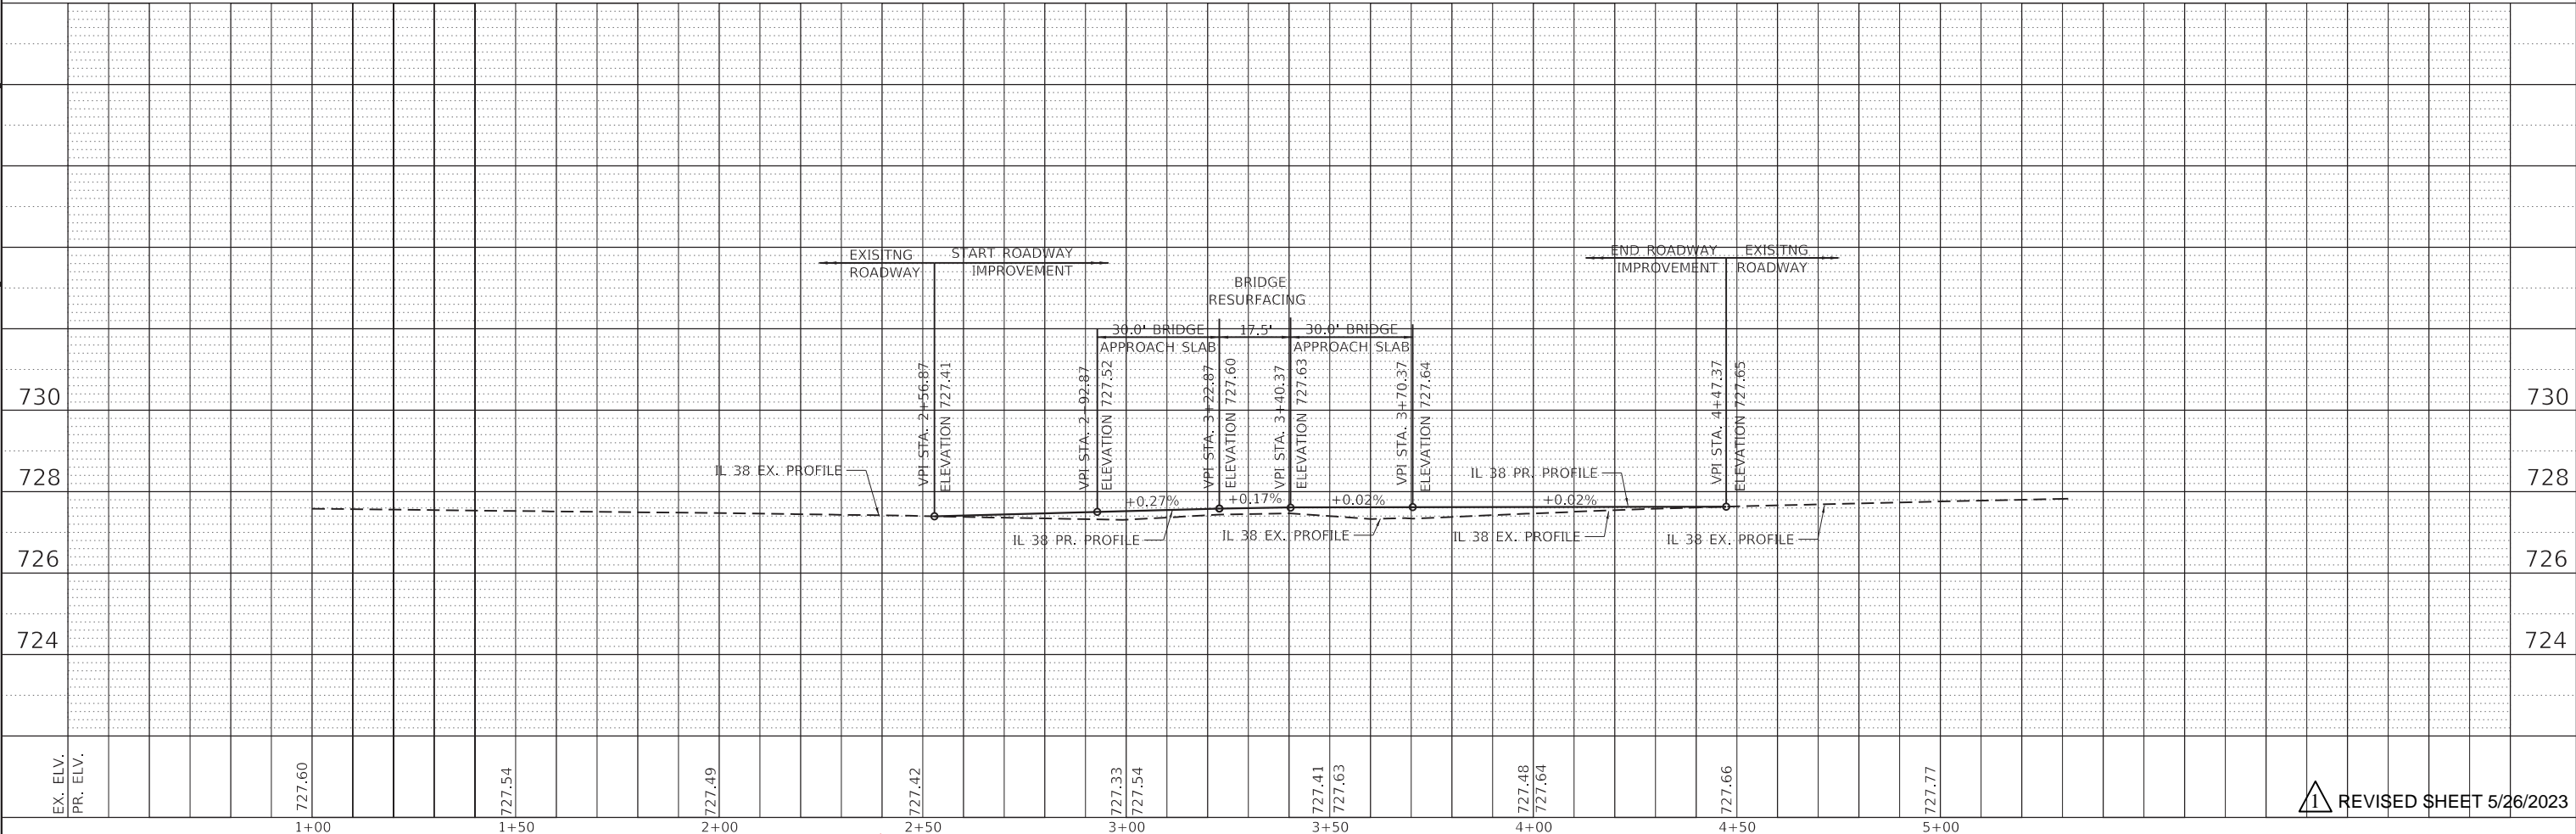 EXISITNG
ROADWAY
START ROADWAY
IMPROVEMENT
END ROADWAY
IMPROVEMENT
EXISITNG
ROADWAY
BRIDGE
RESURFACING
30.0' BRIDGE
APPROACH SLAB
17.5'
30.0' BRIDGE
APPROACH SLAB
VPI STA. 2+56.87
ELEVATION 727.41
VPI STA. 2+92.87
ELEVATION 727.52
VPI STA. 3+22.87
ELEVATION 727.60
VPI STA. 3+40.37
ELEVATION 727.63
VPI STA. 3+70.37
ELEVATION 727.64
VPI STA. 4+47.37
ELEVATION 727.65
730
730
728
728
726
726
724
724
IL 38 EX. PROFILE
IL 38 PR. PROFILE
+0.27%
+0.17%
+0.02%
+0.02%
IL 38 PR. PROFILE
IL 38 EX. PROFILE
IL 38 EX. PROFILE
IL 38 EX. PROFILE
EX. ELV.
PR. ELV.
727.60
727.54
727.49
727.42
727.33
727.54
727.41
727.63
727.48
727.64
727.66
727.77
1 REVISED SHEET 5/26/2023
1+00
1+50
2+00
2+50
3+00
3+50
4+00
4+50
5+00